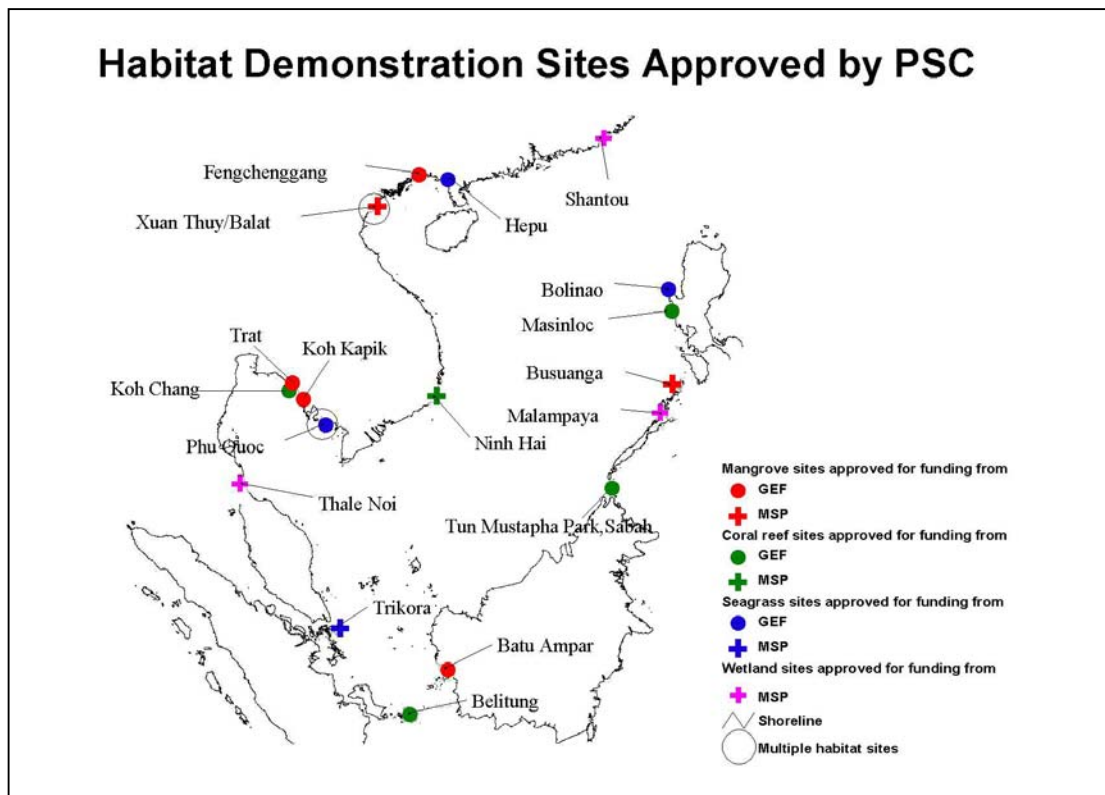 Habitat Demonstration Sites Approved by PSC
Fengchenggang
Shantou
Xuan Thuy/Balat
Hepu
Bolinao
Masinloc
Trat
Koh Kapik
Koh Chang
Busuanga
Malampaya
Phu Quoc
Ninh Hai
Thale Noi
Tun Mustapha Park,Sabah
Trikora
Batu Ampar
Belitung
Mangrove sites approved for funding from
GEF
MSP
Coral reef sites approved for funding from
GEF
MSP
Seagrass sites approved for funding from
GEF
MSP
Wetland sites approved for funding from
MSP
Shoreline
Multiple habitat sites